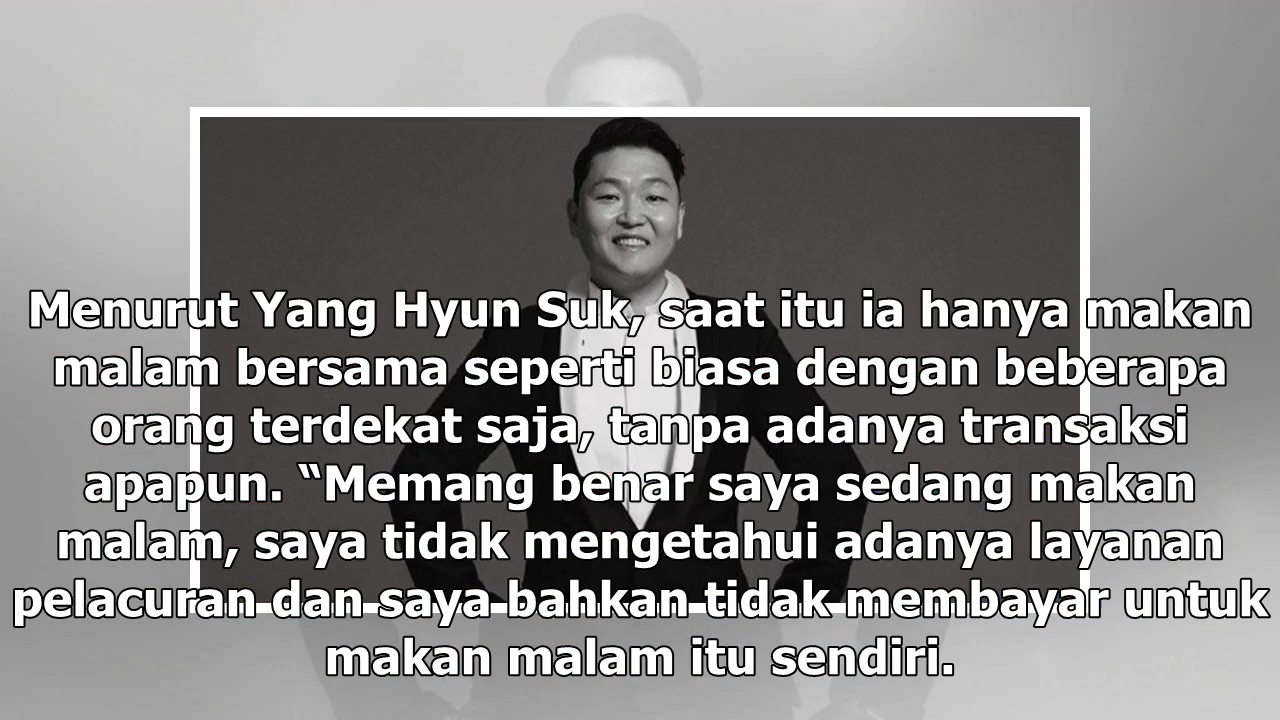 Menurut Yang Hyun Suk, saat itu ia hanya makan
malam bersama seperti biasa dengan beberapa
orang terdekat saja, tanpa adanya transaksi
apapun. “Memang benar saya sedang makan
malam, saya tidak mengetahui adanya layanan
pelacuran dan saya bahkan tidak membayar untuk
makan malam itu sendiri.